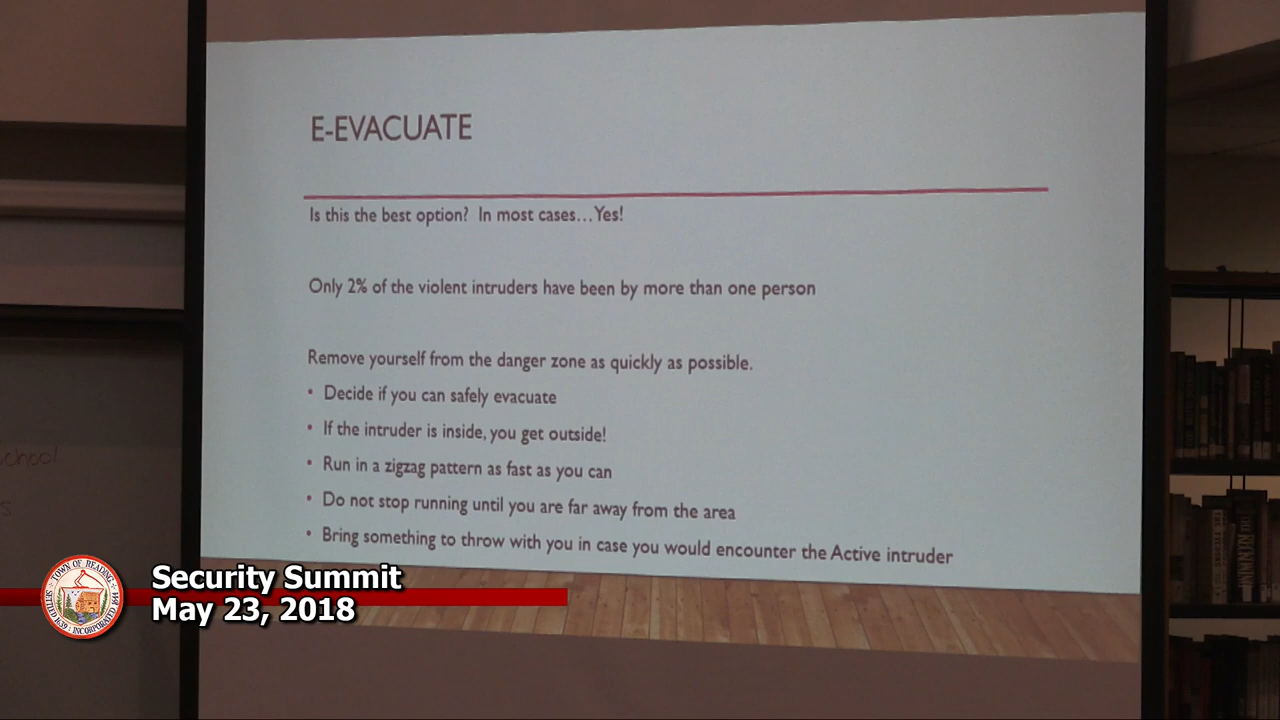 E-EVACUATE
Is this the best option? In most cases...Yes!
Only 2% of the violent intruders have been by more than one person
Remove yourself from the danger zone as quickly as possible.
• Decide if you can safely evacuate
• If the intruder is inside, you get outside!
• Run in a zigzag pattern as fast as you can
• Do not stop running until you are far away from the area
• Bring something to throw with you in case you would encounter the Active intruder
school
Security Summit
May 23, 2018
TOWN OF READING